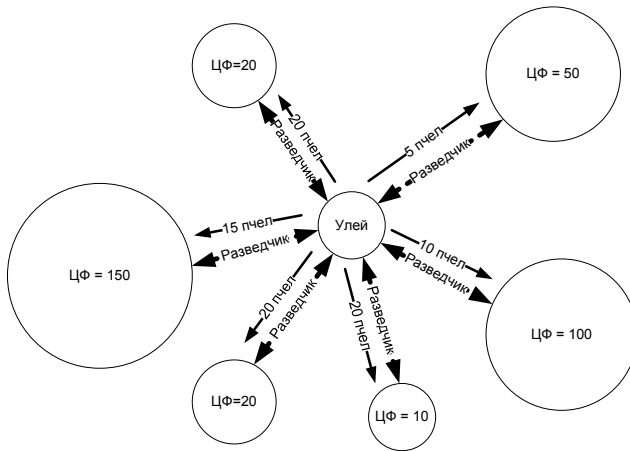 ЦФ=20
ЦФ = 50
20 пчел
Разведчик
5 пчел
Разведчик
Улей
15 пчел
Разведчик
10 пчел
Разведчик
ЦФ = 150
20 пчел
Разведчик
20 пчел
Разведчик
ЦФ = 100
ЦФ=20
ЦФ = 10